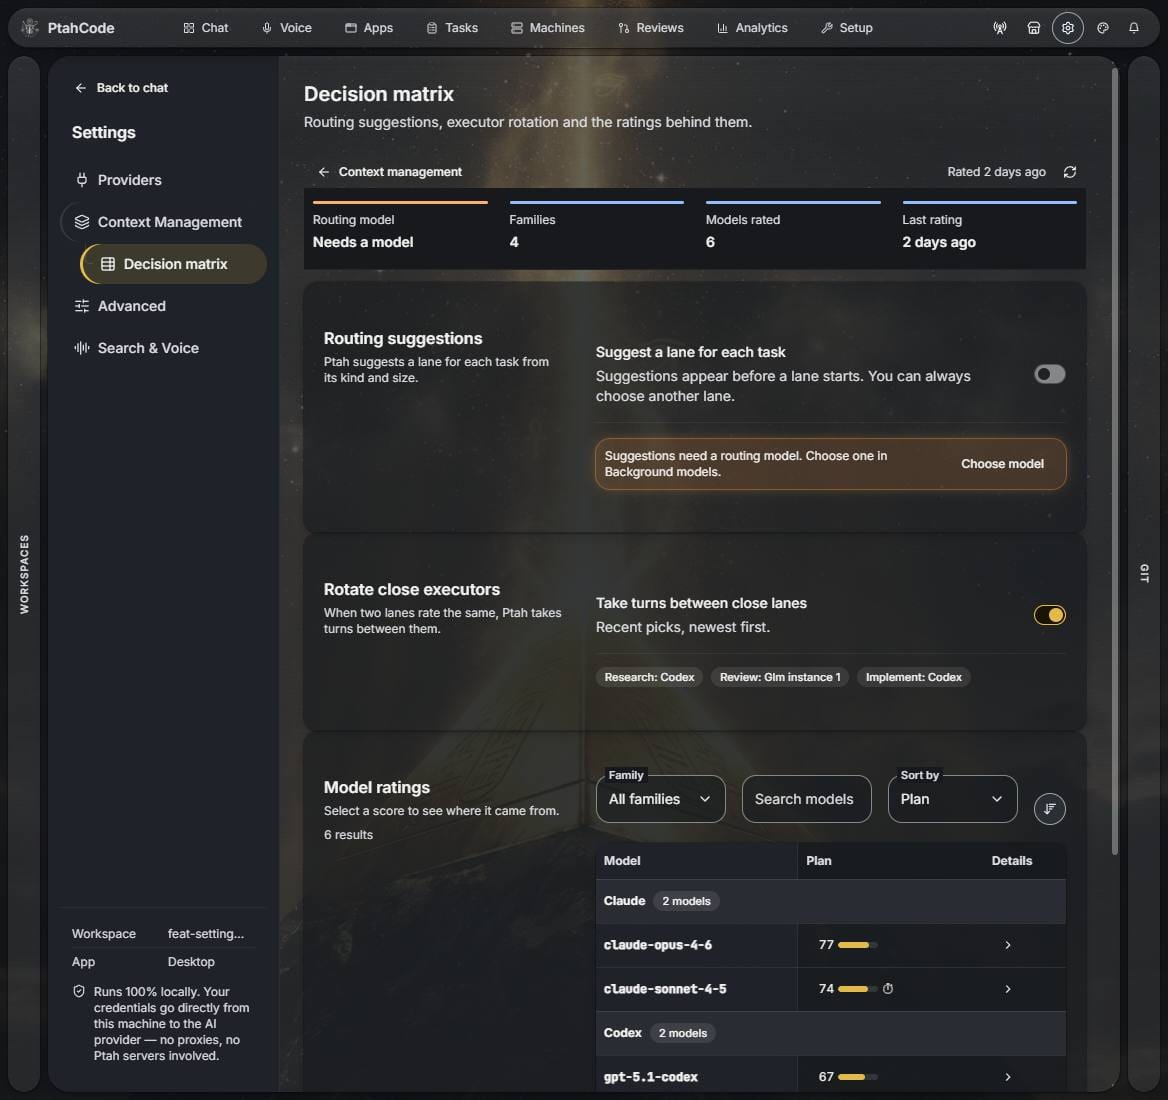 PtahCode
Chat
Voice
Apps
Tasks
Machines
Reviews
Analytics
Setup
WORKSPACES
Back to chat
Settings
Providers
Context Management
Decision matrix
Advanced
Search & Voice
Workspace feat-setting...
App Desktop
Runs 100% locally. Your
credentials go directly from
this machine to the AI
provider — no proxies, no
Ptah servers involved.
Decision matrix
Routing suggestions, executor rotation and the ratings behind them.
Context management
Rated 2 days ago
Routing model
Needs a model
Families
4
Models rated
6
Last rating
2 days ago
Routing suggestions
Ptah suggests a lane for each task from
its kind and size.
Suggest a lane for each task
Suggestions appear before a lane starts. You can always
choose another lane.
Suggestions need a routing model. Choose one in
Background models.
Choose model
Rotate close executors
When two lanes rate the same, Ptah takes
turns between them.
Take turns between close lanes
Recent picks, newest first.
Research: Codex
Review: Glm instance 1
Implement: Codex
Model ratings
Select a score to see where it came from.
6 results
Family
All families
Search models
Sort by
Plan
Model Plan Details
Claude 2 models
claude-opus-4-6 77
claude-sonnet-4-5 74
Codex 2 models
gpt-5.1-codex 67
GIT